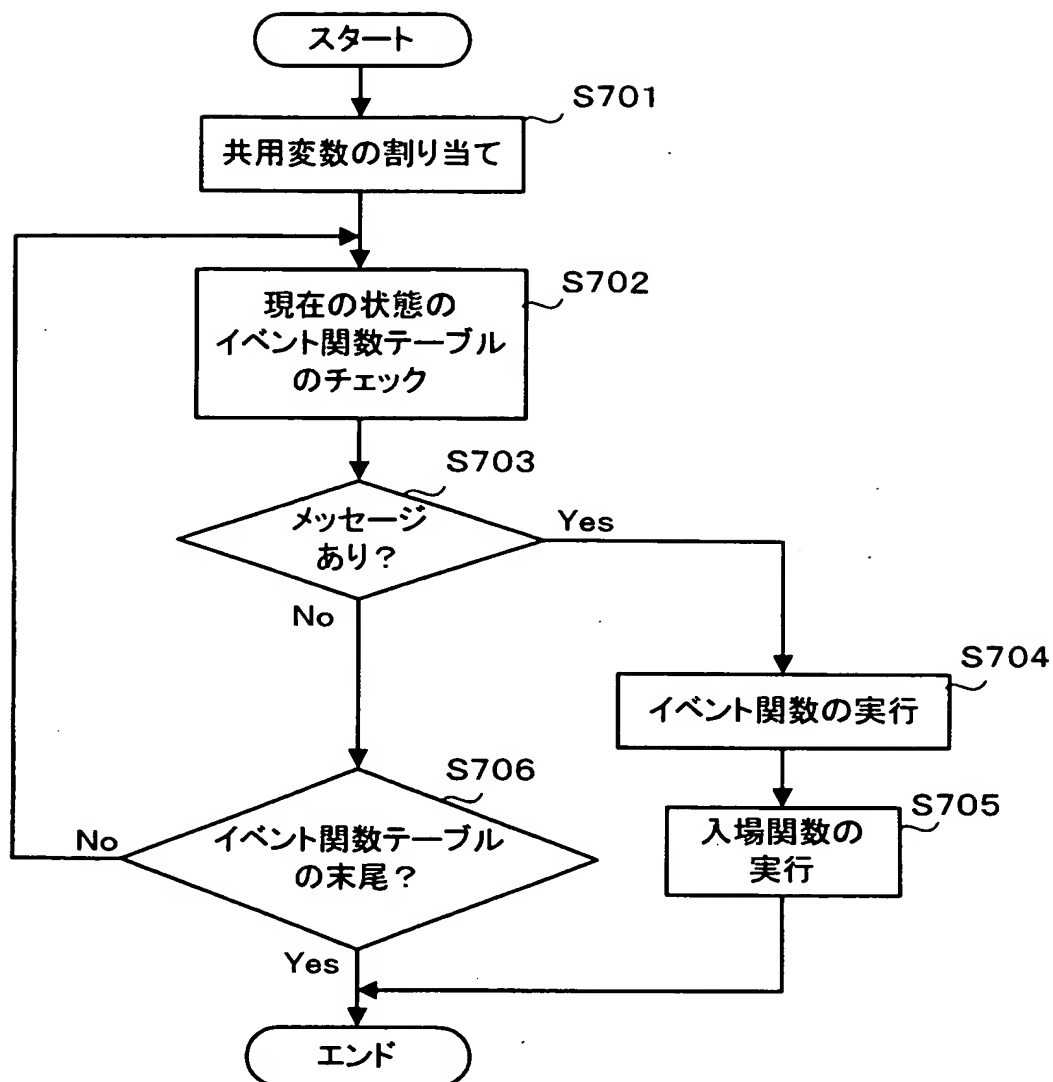 スタート
S701
共用変数の割り当て
S702
現在の状態の
イベント関数テーブル
のチェック
S703
メッセージ
あり？
Yes
No
S704
イベント関数の実行
S706
S705
入場関数の
実行
No
イベント関数テーブル
の末尾？
Yes
エンド